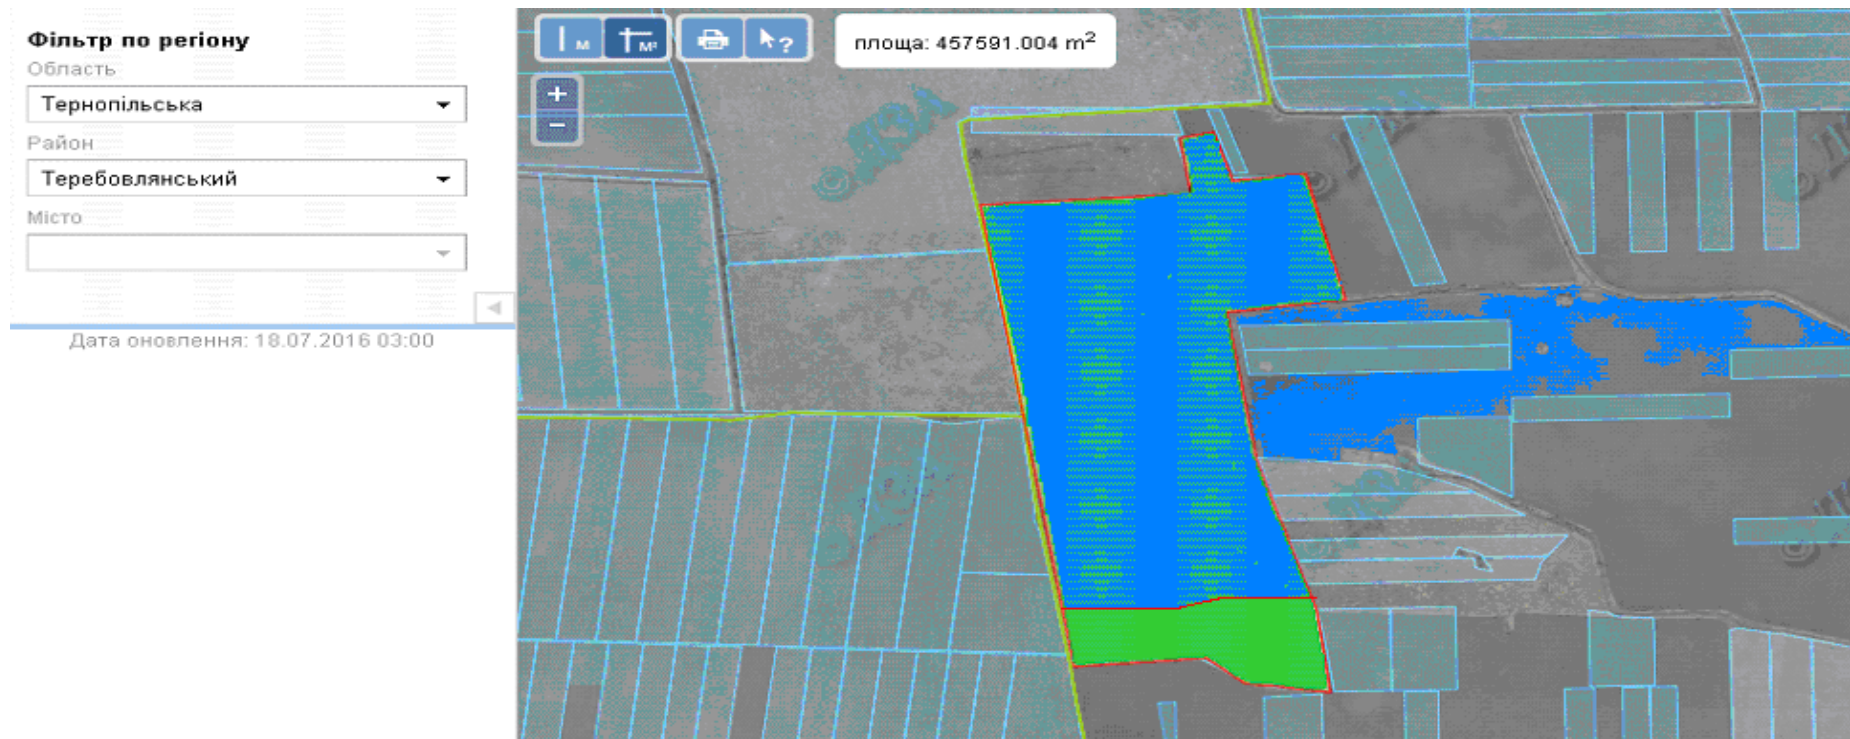 Фільтр по регіону
Область
Тернопільська
Район
Теребовлянський
Місто
Дата оновлення: 18.07.2016 03:00
М
М²
?
площа: 457591.004 m²
+
−